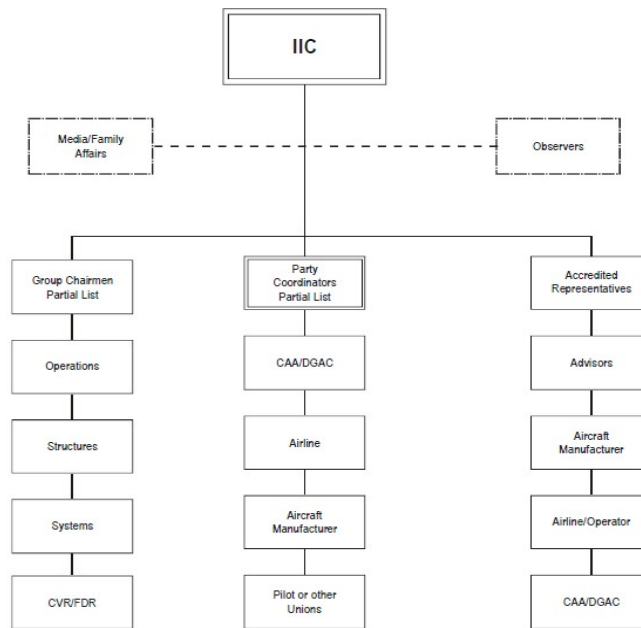 IIC
Media/Family
Affairs
Observers
Group Chairmen
Partial List
Party
Coordinators
Partial List
Accredited
Representatives
Operations
CAA/DGAC
Advisors
Structures
Airline
Aircraft
Manufacturer
Systems
Aircraft
Manufacturer
Airline/Operator
CVR/FDR
Pilot or other
Unions
CAA/DGAC